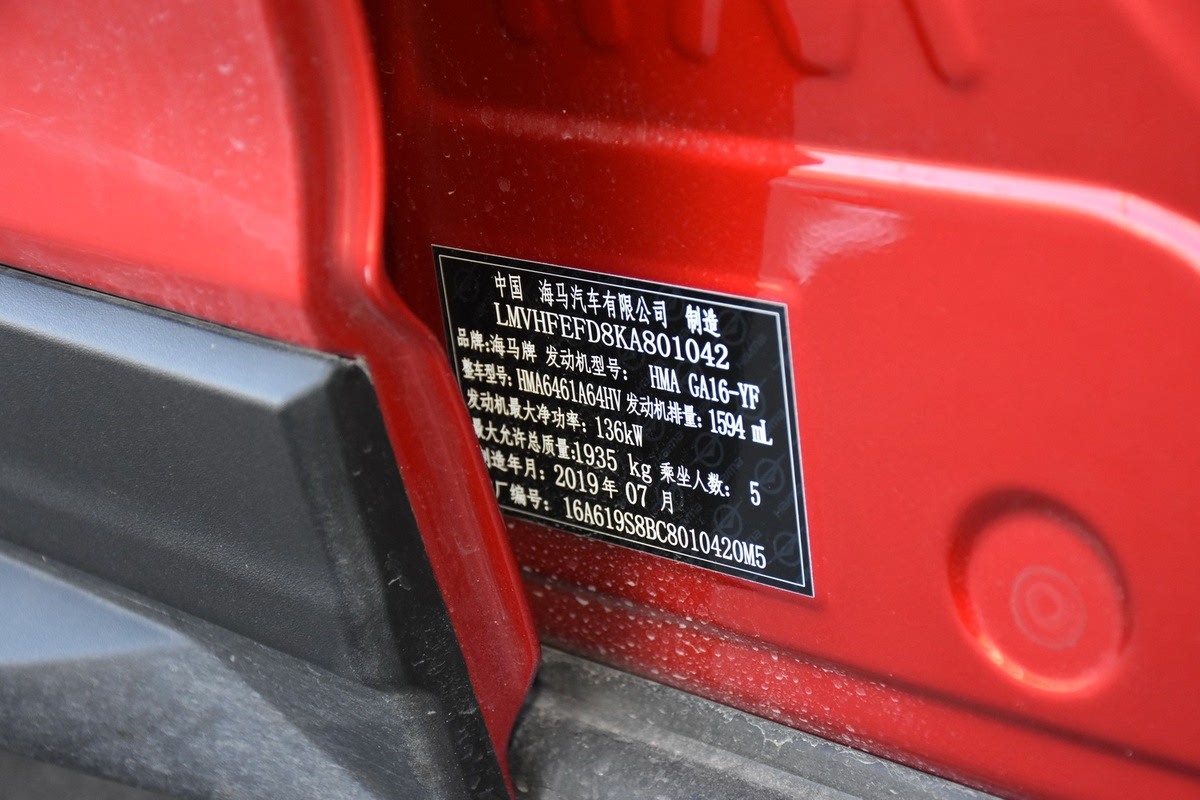 中国 海马汽车有限公司 制造
LMVHFEFD8KA801042
品牌:海马牌 发动机型号: HMA GA16-YF
整车型号:HMA6461A64HV 发动机排量:1594 mL
发动机最大净功率:136kW
最大允许总质量:1935 kg 乘坐人数: 5
制造年月:2019年 07 月
厂编号: 16A619S8BC8010420M5